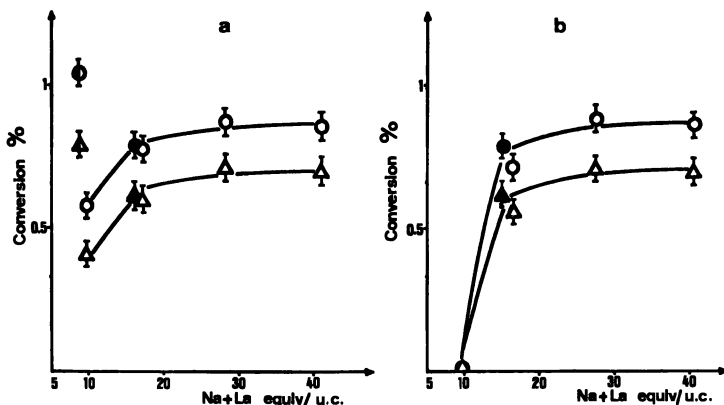 a
1
0.5
Conversion %
5 10 20 30 40
Na+La equiv/ u.c.
b
1
0.5
Conversion %
5 10 20 30 40
Na+La equiv/ u.c.